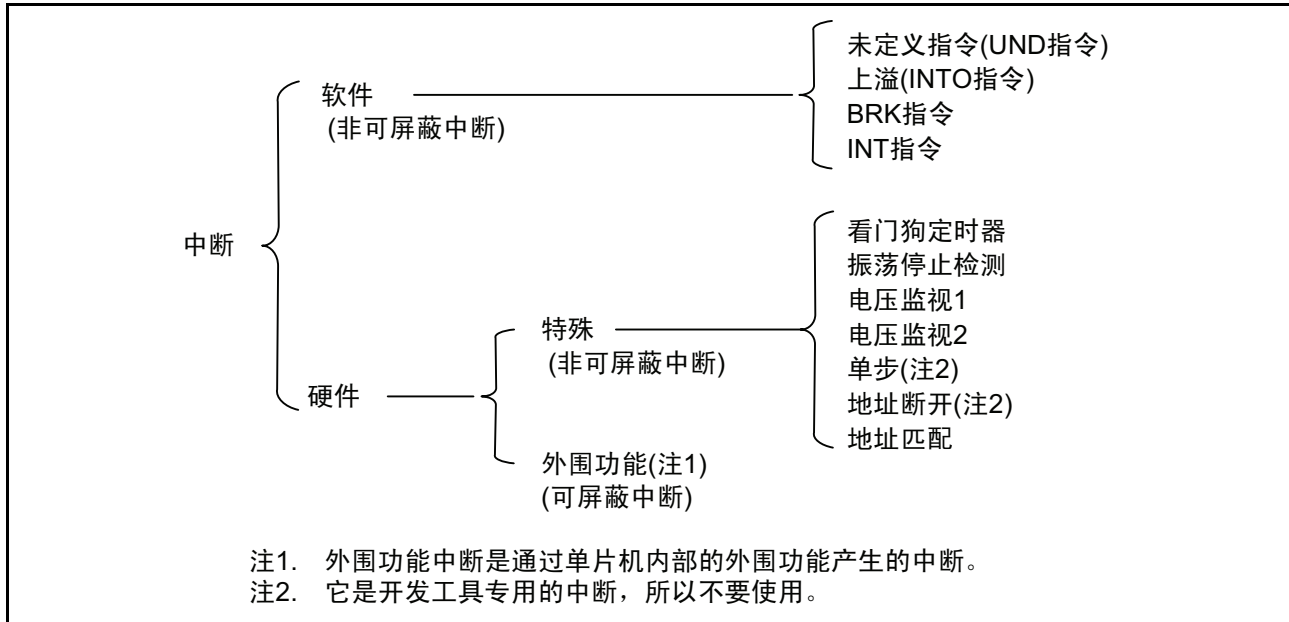 未定义指令(UND指令)
上溢(INTO指令)
BRK指令
INT指令
软件
(非可屏蔽中断)
中断
看门狗定时器
振荡停止检测
电压监视1
电压监视2
单步(注2)
地址断开(注2)
地址匹配
特殊
(非可屏蔽中断)
硬件
外围功能(注1)
(可屏蔽中断)
注1. 外围功能中断是通过单片机内部的外围功能产生的中断。
注2. 它是开发工具专用的中断，所以不要使用。